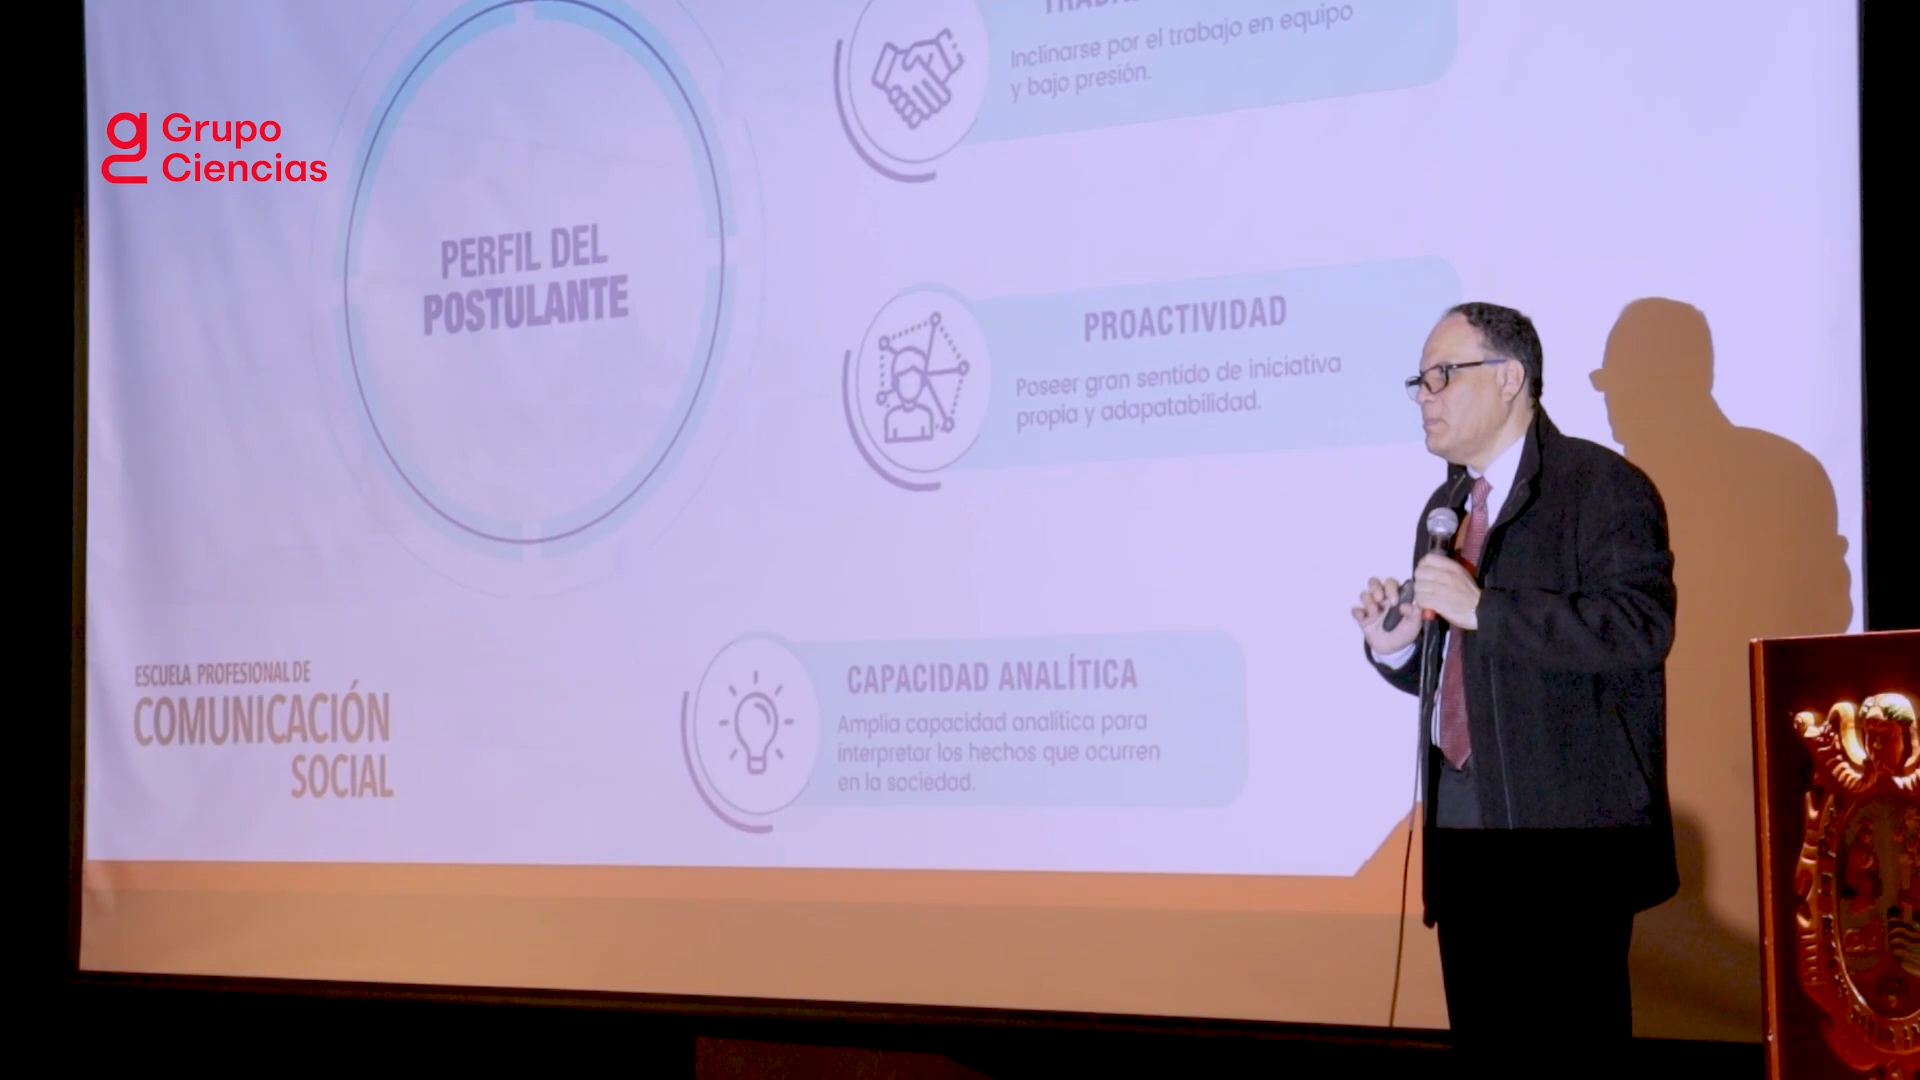 Grupo
Ciencias
PERFIL DEL
POSTULANTE
Inclinarse por el trabajo en equipo
y bajo presión.
PROACTIVIDAD
Poseer gran sentido de iniciativa
propia y adapatabilidad.
CAPACIDAD ANALÍTICA
Amplia capacidad analítica para
interpretar los hechos que ocurren
en la sociedad.
ESCUELA PROFESIONAL DE
COMUNICACIÓN
SOCIAL